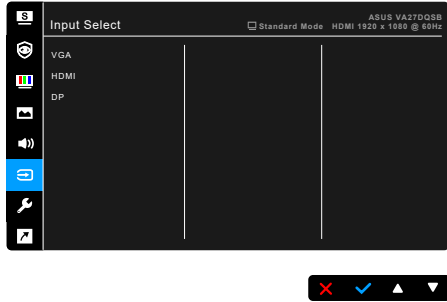 S
Input Select
ASUS VA27DQSB
Standard Mode HDMI 1920 x 1080 @ 60Hz
VGA
HDMI
DP